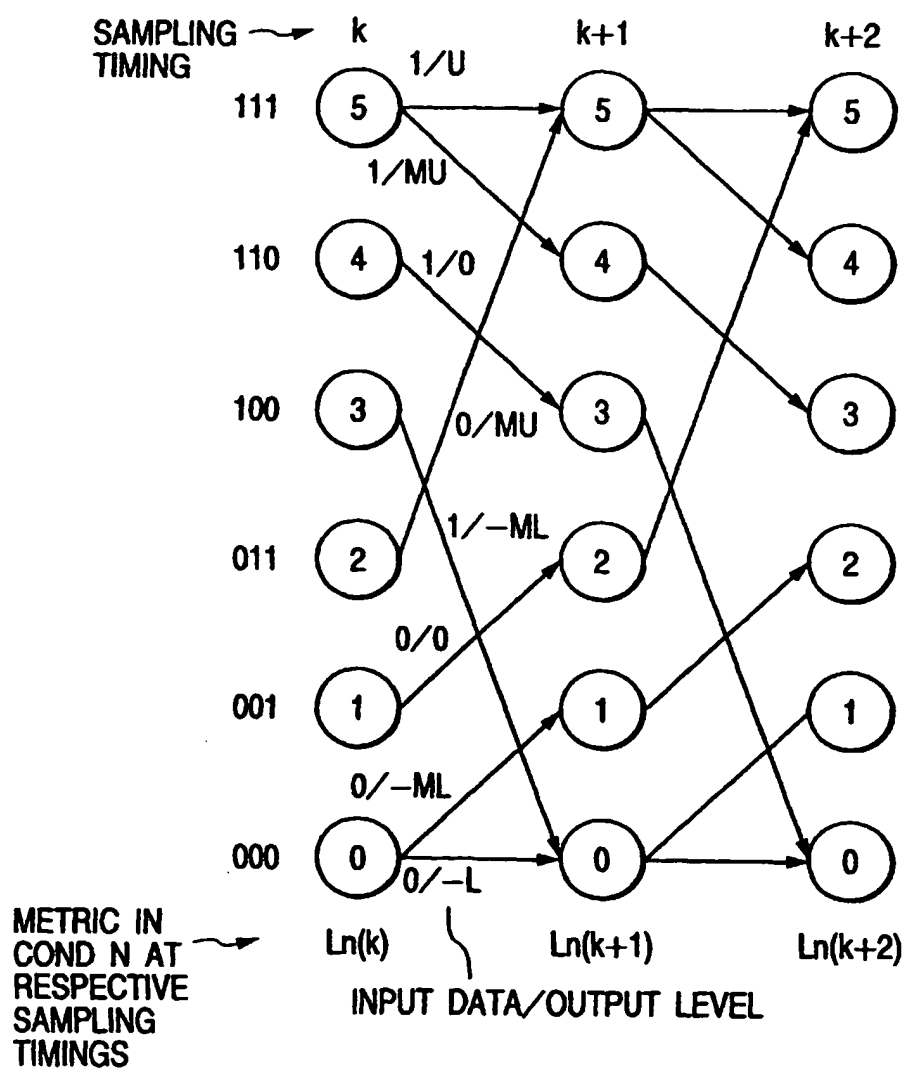 SAMPLING TIMING
k k+1 k+2
1/U
111 5 5 5
1/MU
110 4 4 4
1/0
100 3 3 3
0/MU
1/−ML
011 2 2 2
0/0
001 1 1 1
0/−ML
000 0 0 0
0/−L
METRIC IN
COND N AT
RESPECTIVE
SAMPLING
TIMINGS
Ln(k) Ln(k+1) Ln(k+2)
INPUT DATA/OUTPUT LEVEL